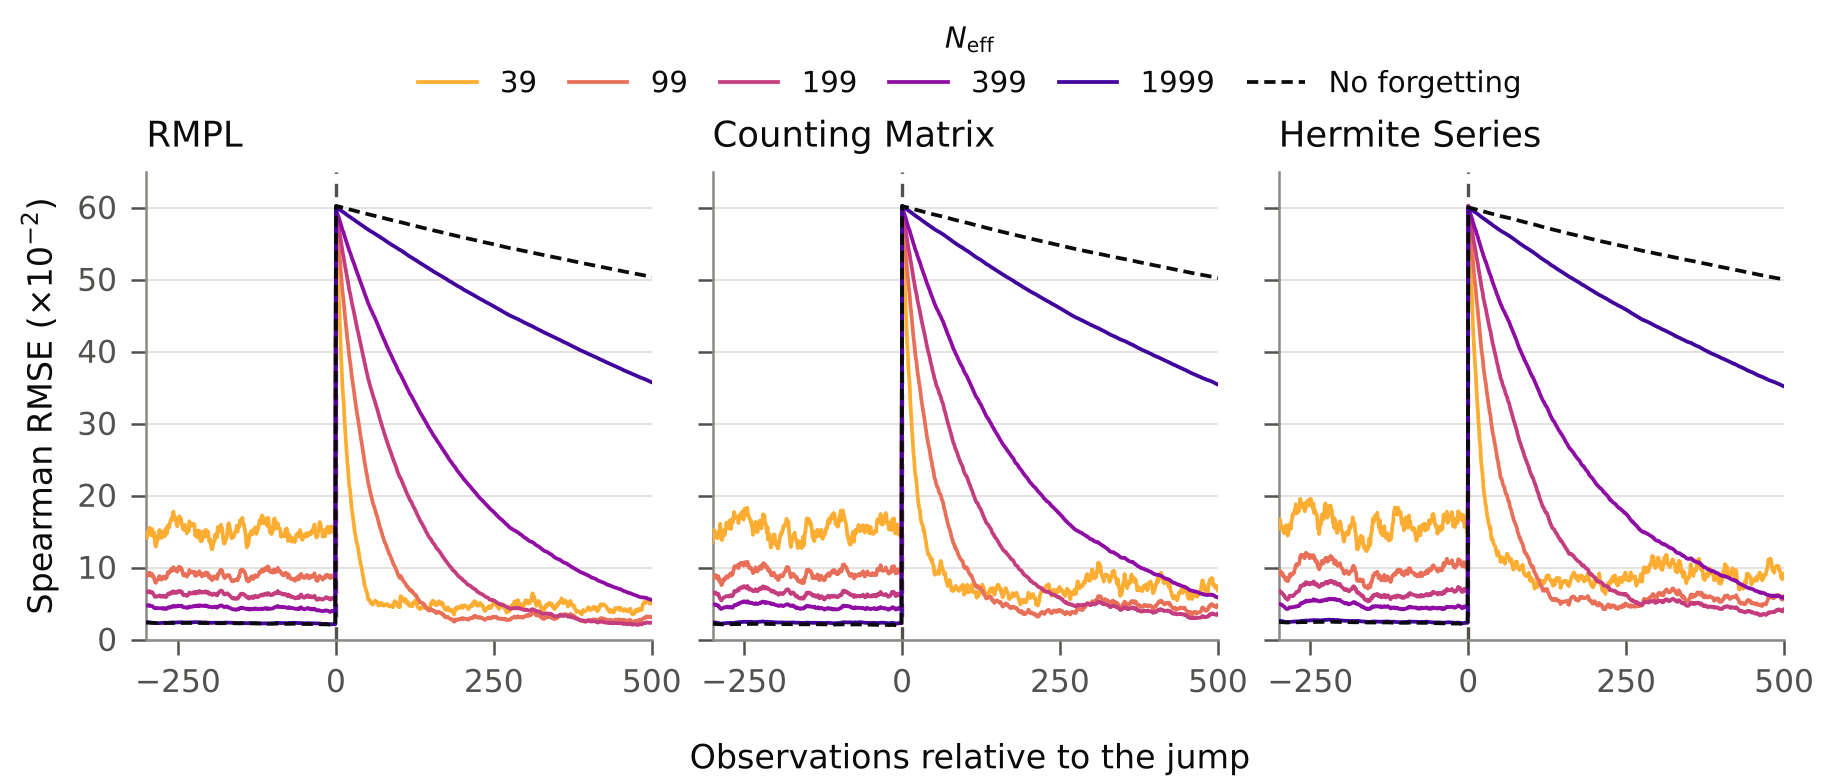 N_eff
39 99 199 399 1999 No forgetting
RMPL Counting Matrix Hermite Series
Spearman RMSE (×10⁻²)
60
50
40
30
20
10
0
−250 0 250 500 −250 0 250 500 −250 0 250 500
Observations relative to the jump